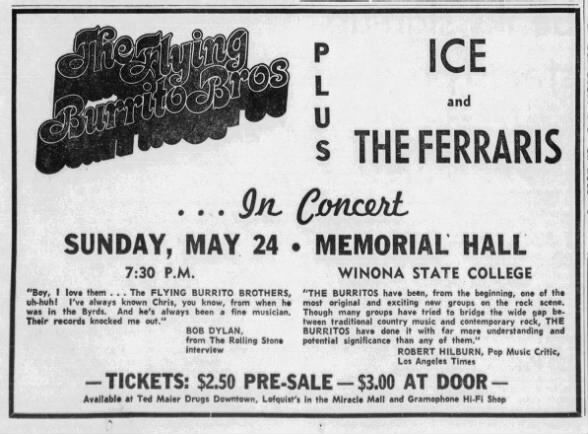 The Flying
Burrito Bros
PLUS
ICE
and
THE FERRARIS
. . . In Concert
SUNDAY, MAY 24 • MEMORIAL HALL
7:30 P.M.
WINONA STATE COLLEGE
"Boy, I love them . . . The FLYING BURRITO BROTHERS,
uh-huh! I've always known Chris, you know, from when he
was in the Byrds. And he's always been a fine musician.
Their records knocked me out."
BOB DYLAN,
from The Rolling Stone
interview
"THE BURRITOS have been, from the beginning, one of the
most original and exciting new groups on the rock scene.
Though many groups have tried to bridge the wide gap be-
tween traditional country music and contemporary rock, THE
BURRITOS have done it with far more understanding and
potential significance than any of them."
ROBERT HILBURN, Pop Music Critic,
Los Angeles Times
— TICKETS: $2.50 PRE-SALE — $3.00 AT DOOR —
Available at Ted Maier Drugs Downtown, Lofquist's in the Miracle Mall and Gramophone Hi-Fi Shop